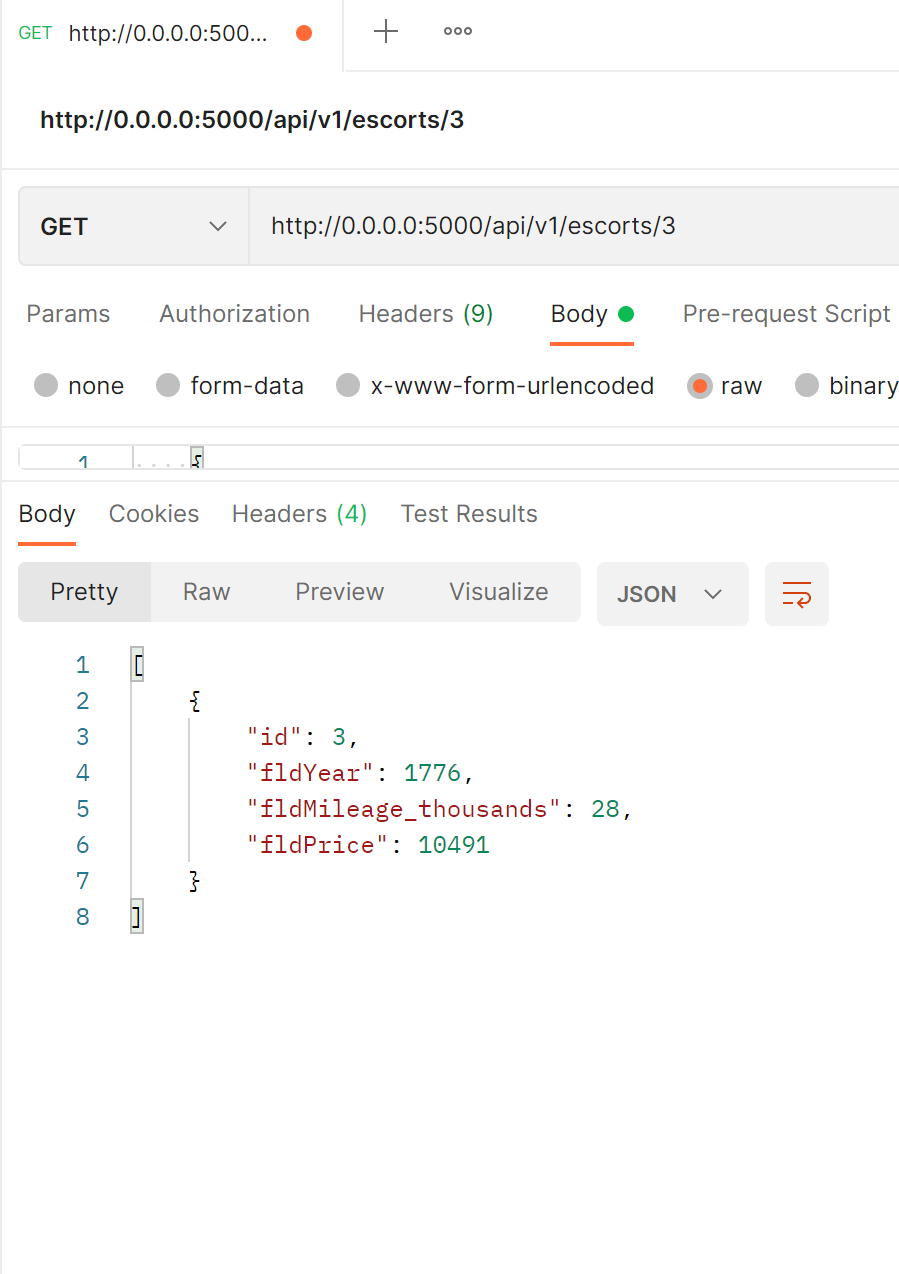 GET http://0.0.0.0:500...
http://0.0.0.0:5000/api/v1/escorts/3
GET http://0.0.0.0:5000/api/v1/escorts/3
Params Authorization Headers (9) Body Pre-request Script
none form-data x-www-form-urlencoded raw binary
1 ....{
Body Cookies Headers (4) Test Results
Pretty Raw Preview Visualize JSON
1 [
2 {
3 "id": 3,
4 "fldYear": 1776,
5 "fldMileage_thousands": 28,
6 "fldPrice": 10491
7 }
8 ]